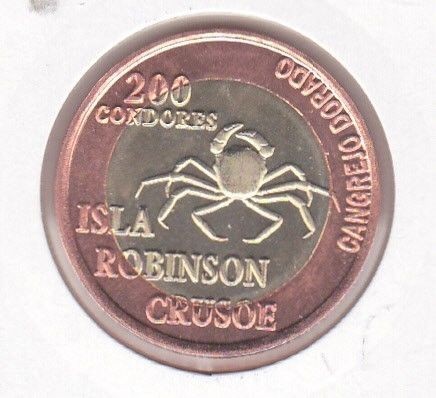 200
CONDORES
CANGREJO DORADO
ISLA
ROBINSON
CRUSOE